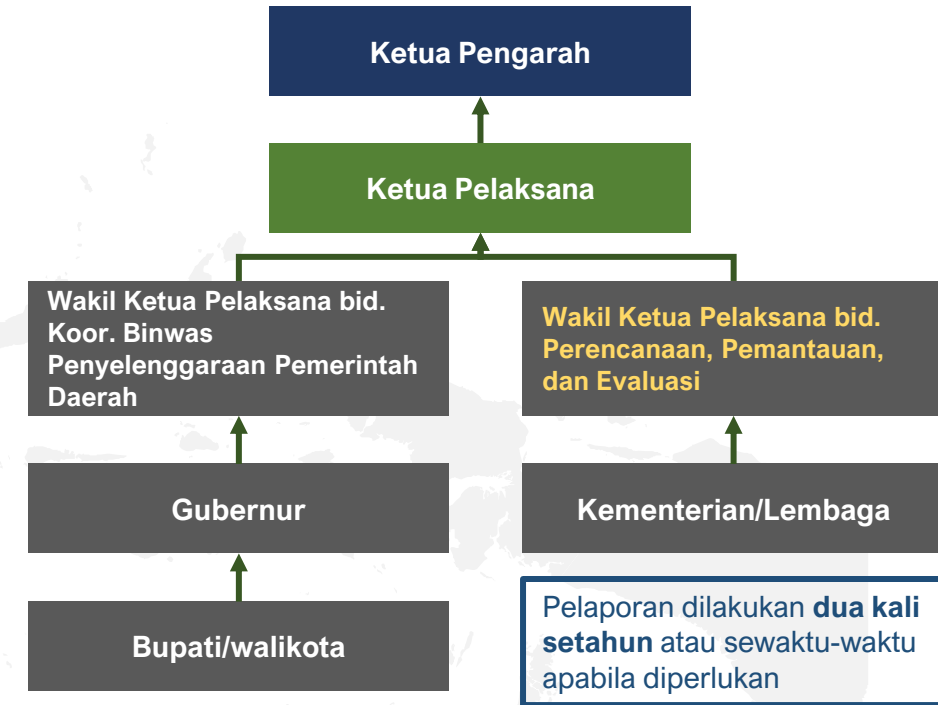 Ketua Pengarah
Ketua Pelaksana
Wakil Ketua Pelaksana bid.
Koor. Binwas
Penyelenggaraan Pemerintah
Daerah
Wakil Ketua Pelaksana bid.
Perencanaan, Pemantauan,
dan Evaluasi
Gubernur
Kementerian/Lembaga
Bupati/walikota
Pelaporan dilakukan dua kali
setahun atau sewaktu-waktu
apabila diperlukan